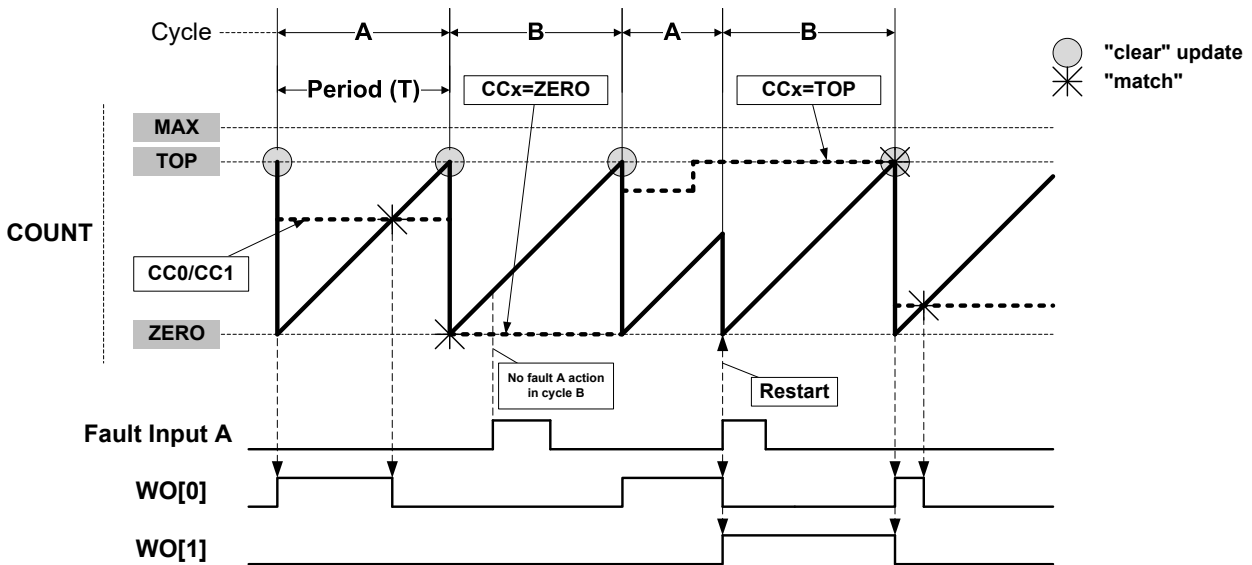 Cycle
A
B
A
B
"clear" update
"match"
Period (T)
CCx=ZERO
CCx=TOP
MAX
TOP
COUNT
CC0/CC1
ZERO
No fault A action
in cycle B
Restart
Fault Input A
WO[0]
WO[1]